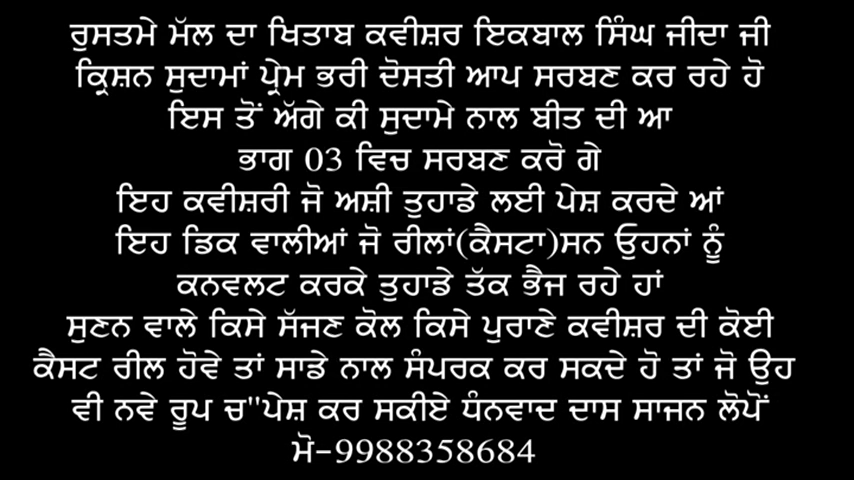 ਰੁਸਤਮੇ ਮੱਲ ਦਾ ਖਿਤਾਬ ਕਵੀਸ਼ਰ ਇਕਬਾਲ ਸਿੰਘ ਜੀਦਾ ਜੀ
ਕ੍ਰਿਸ਼ਨ ਸੁਦਾਮਾਂ ਪ੍ਰੇਮ ਭਰੀ ਦੋਸਤੀ ਆਪ ਸਰਬਣ ਕਰ ਰਹੇ ਹੋ
ਇਸ ਤੋਂ ਅੱਗੇ ਕੀ ਸੁਦਾਮੇ ਨਾਲ ਬੀਤ ਦੀ ਆ
ਭਾਗ 03 ਵਿਚ ਸਰਬਣ ਕਰੋ ਗੇ
ਇਹ ਕਵੀਸ਼ਰੀ ਜੋ ਅਸ਼ੀ ਤੁਹਾਡੇ ਲਈ ਪੇਸ਼ ਕਰਦੇ ਆਂ
ਇਹ ਡਿਕ ਵਾਲੀਆਂ ਜੋ ਰੀਲਾਂ(ਕੈਸਟਾ)ਸਨ ਓੁਹਨਾਂ ਨੂੰ
ਕਨਵਲਟ ਕਰਕੇ ਤੁਹਾਡੇ ਤੱਕ ਭੈਜ ਰਹੇ ਹਾਂ
ਸੁਣਨ ਵਾਲੇ ਕਿਸੇ ਸੱਜਣ ਕੋਲ ਕਿਸੇ ਪੁਰਾਣੇ ਕਵੀਸ਼ਰ ਦੀ ਕੋਈ
ਕੈਸਟ ਰੀਲ ਹੋਵੇ ਤਾਂ ਸਾਡੇ ਨਾਲ ਸੰਪਰਕ ਕਰ ਸਕਦੇ ਹੋ ਤਾਂ ਜੋ ਉਹ
ਵੀ ਨਵੇ ਰੂਪ ਚ"ਪੇਸ਼ ਕਰ ਸਕੀਏ ਧੰਨਵਾਦ ਦਾਸ ਸਾਜਨ ਲੋਪੋਂ
ਮੋ-9988358684